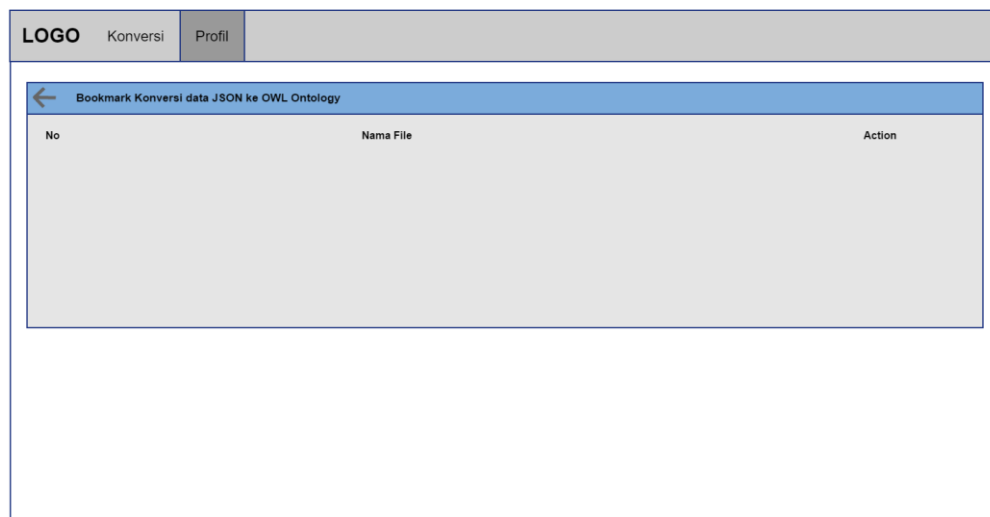 LOGO Konversi Profil
Bookmark Konversi data JSON ke OWL Ontology
No Nama File Action